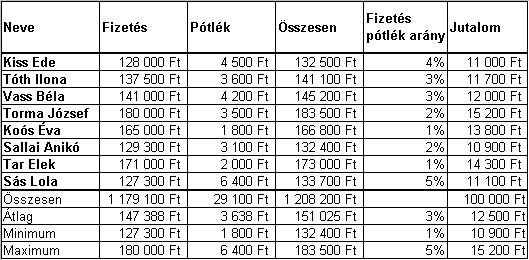 Neve Fizetés Pótlék Összesen Fizetés pótlék arány Jutalom
Kiss Ede 128 000 Ft 4 500 Ft 132 500 Ft 4% 11 000 Ft
Tóth Ilona 137 500 Ft 3 600 Ft 141 100 Ft 3% 11 700 Ft
Vass Béla 141 000 Ft 4 200 Ft 145 200 Ft 3% 12 000 Ft
Torma József 180 000 Ft 3 500 Ft 183 500 Ft 2% 15 200 Ft
Koós Éva 165 000 Ft 1 800 Ft 166 800 Ft 1% 13 800 Ft
Sallai Anikó 129 300 Ft 3 100 Ft 132 400 Ft 2% 10 900 Ft
Tar Elek 171 000 Ft 2 000 Ft 173 000 Ft 1% 14 300 Ft
Sás Lola 127 300 Ft 6 400 Ft 133 700 Ft 5% 11 100 Ft
Összesen 1 179 100 Ft 29 100 Ft 1 208 200 Ft 100 000 Ft
Átlag 147 388 Ft 3 638 Ft 151 025 Ft 3% 12 500 Ft
Minimum 127 300 Ft 1 800 Ft 132 400 Ft 1% 10 900 Ft
Maximum 180 000 Ft 6 400 Ft 183 500 Ft 5% 15 200 Ft